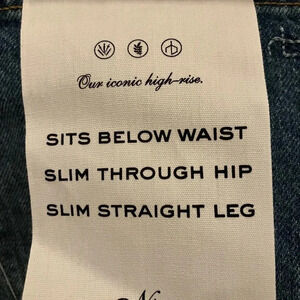 Our iconic high-rise.
SITS BELOW WAIST
SLIM THROUGH HIP
SLIM STRAIGHT LEG